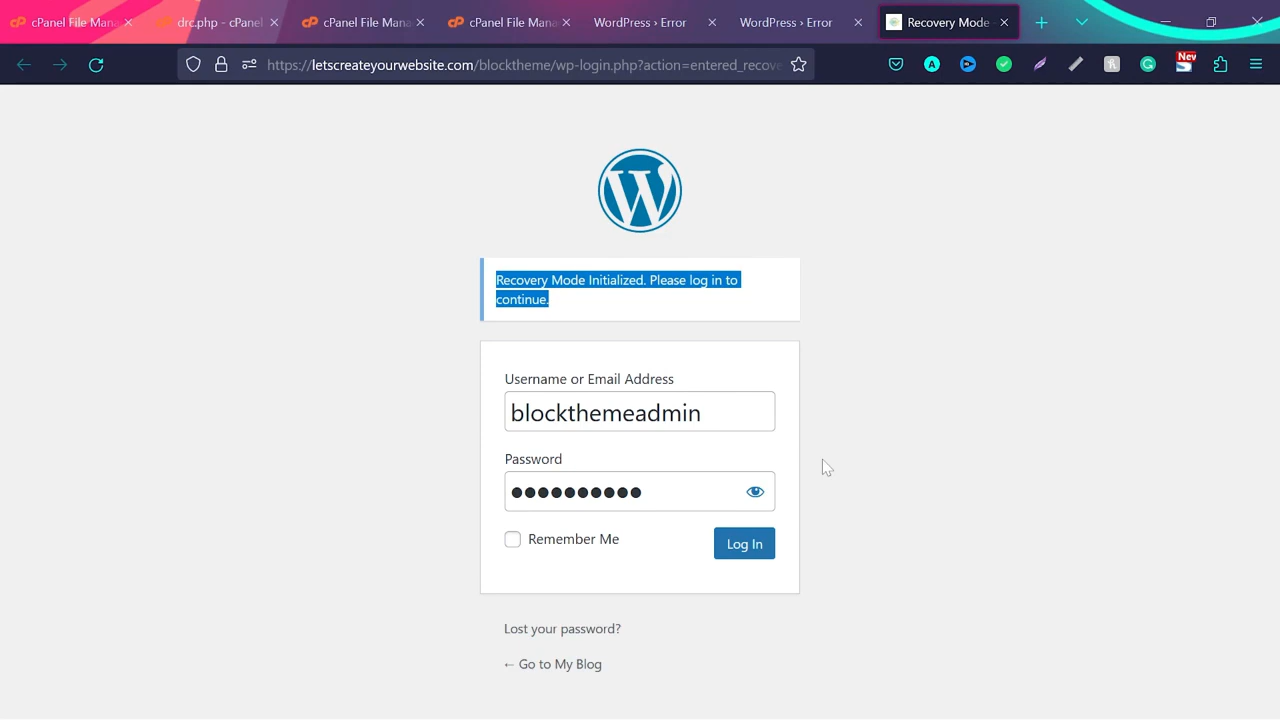 cPanel File Mana
drc.php - cPanel
cPanel File Mana
cPanel File Mana
WordPress › Error
WordPress › Error
Recovery Mode -
https://letscreateyourwebsite.com/blocktheme/wp-login.php?action=entered_recove
New
Recovery Mode Initialized. Please log in to
continue.
Username or Email Address
blockthemeadmin
Password
Remember Me
Log In
Lost your password?
← Go to My Blog